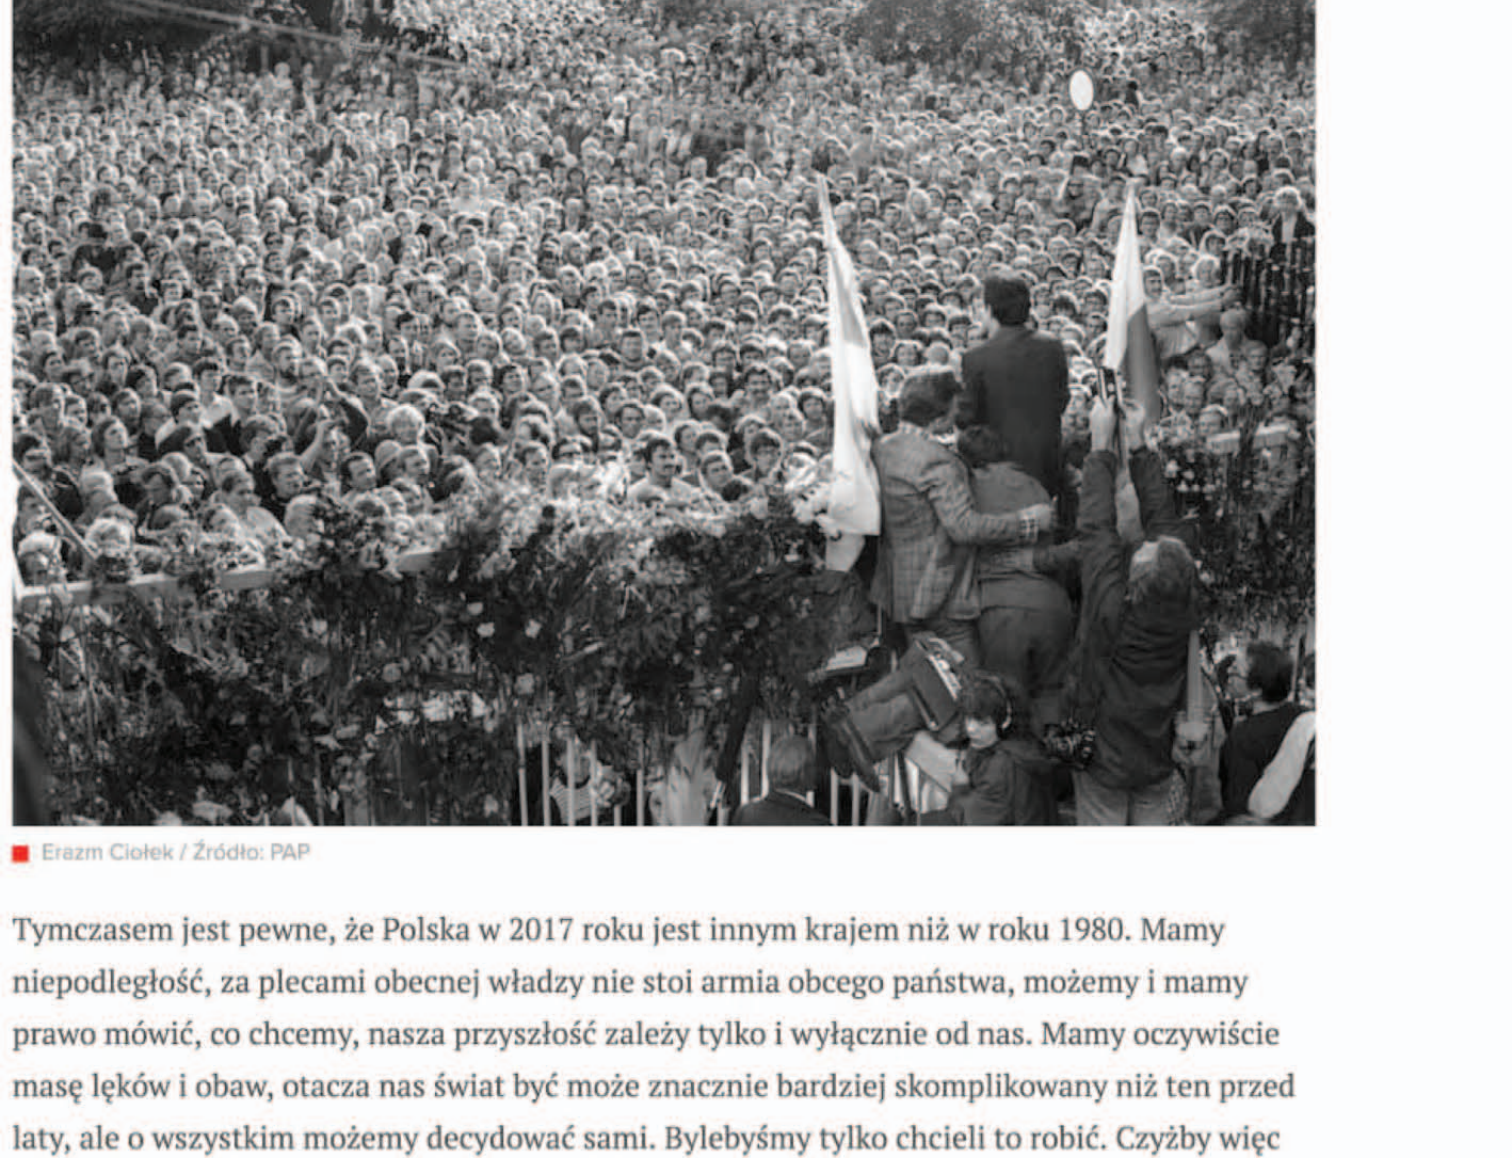 Erazm Ciołek / Źródło: PAP
Tymczasem jest pewne, że Polska w 2017 roku jest innym krajem niż w roku 1980. Mamy
niepodległość, za plecami obecnej władzy nie stoi armia obcego państwa, możemy i mamy
prawo mówić, co chcemy, nasza przyszłość zależy tylko i wyłącznie od nas. Mamy oczywiście
masę lęków i obaw, otacza nas świat być może znacznie bardziej skomplikowany niż ten przed
laty, ale o wszystkim możemy decydować sami. Bylebyśmy tylko chcieli to robić. Czyżby więc